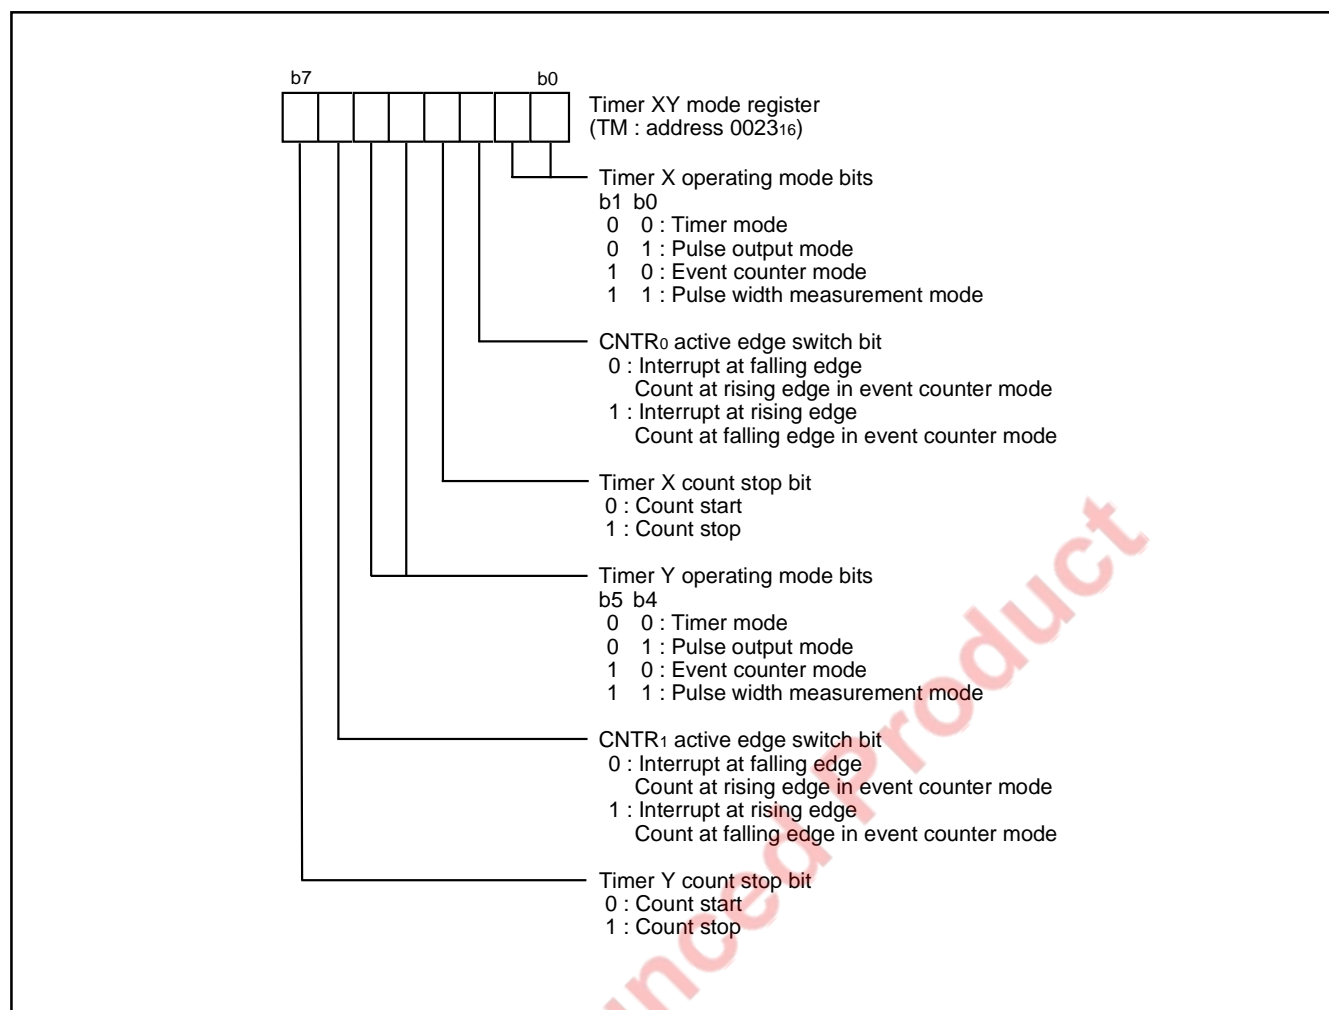 b7 b0
Timer XY mode register
(TM : address 002316)
Timer X operating mode bits
b1 b0
0 0 : Timer mode
0 1 : Pulse output mode
1 0 : Event counter mode
1 1 : Pulse width measurement mode
CNTR0 active edge switch bit
0 : Interrupt at falling edge
Count at rising edge in event counter mode
1 : Interrupt at rising edge
Count at falling edge in event counter mode
Timer X count stop bit
0 : Count start
1 : Count stop
Timer Y operating mode bits
b5 b4
0 0 : Timer mode
0 1 : Pulse output mode
1 0 : Event counter mode
1 1 : Pulse width measurement mode
CNTR1 active edge switch bit
0 : Interrupt at falling edge
Count at rising edge in event counter mode
1 : Interrupt at rising edge
Count at falling edge in event counter mode
Timer Y count stop bit
0 : Count start
1 : Count stop
unced Product